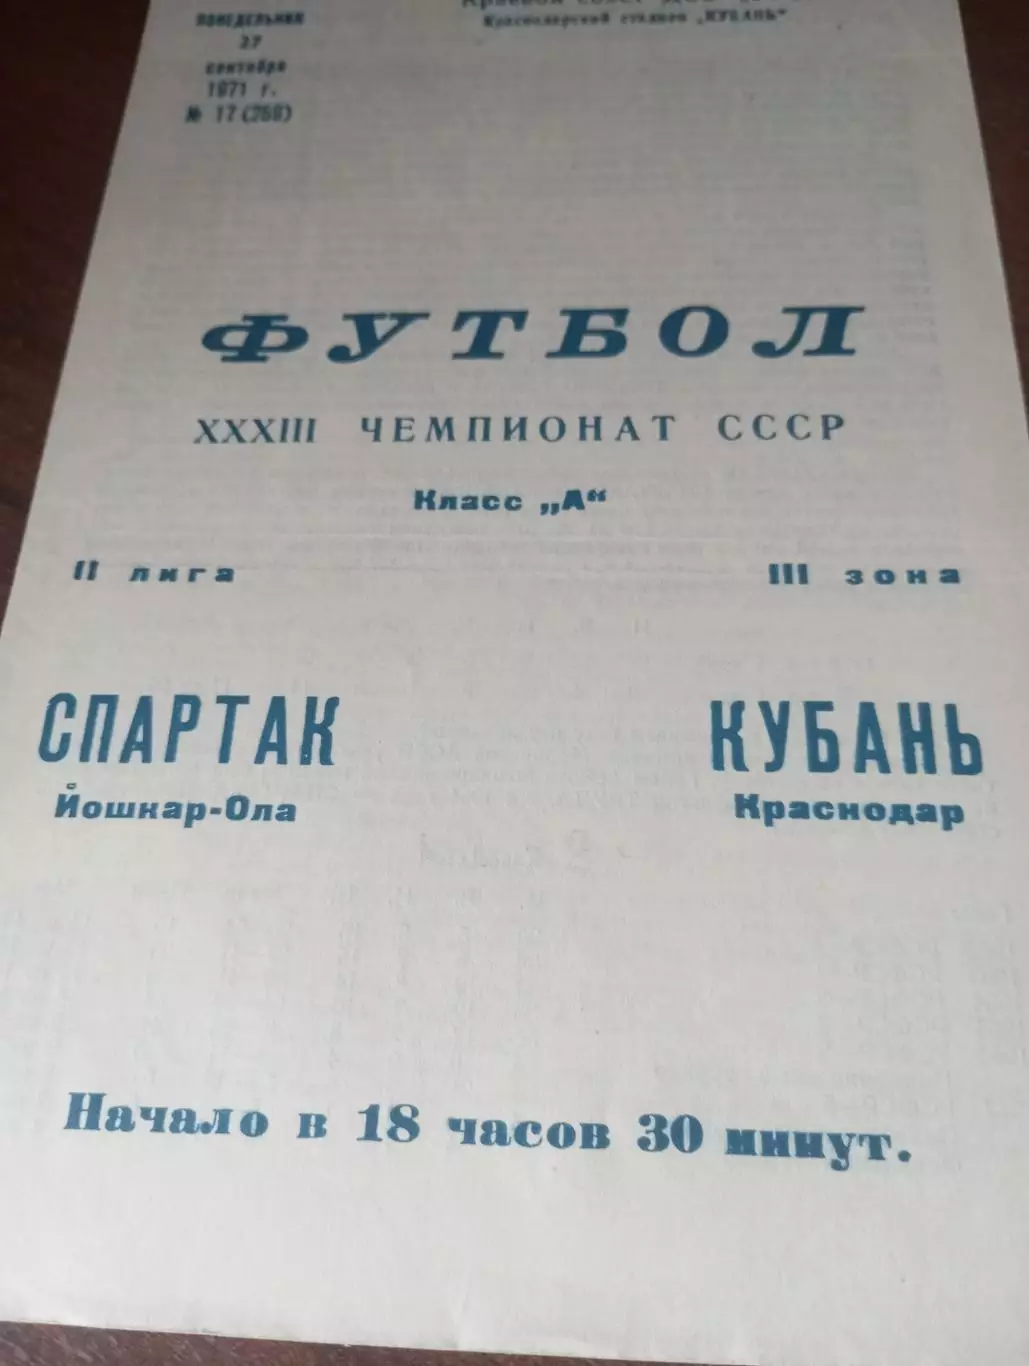 ПОНЕДЕЛЬНИК
27
сентября
1971 г.
№ 17 (268)
Краснодарский стадион „КУБАНЬ"
ФУТБОЛ
XXXIII ЧЕМПИОНАТ СССР
Класс „А“
II лига
III зона
СПАРТАК
Йошкар-Ола
КУБАНЬ
Краснодар
Начало в 18 часов 30 минут.